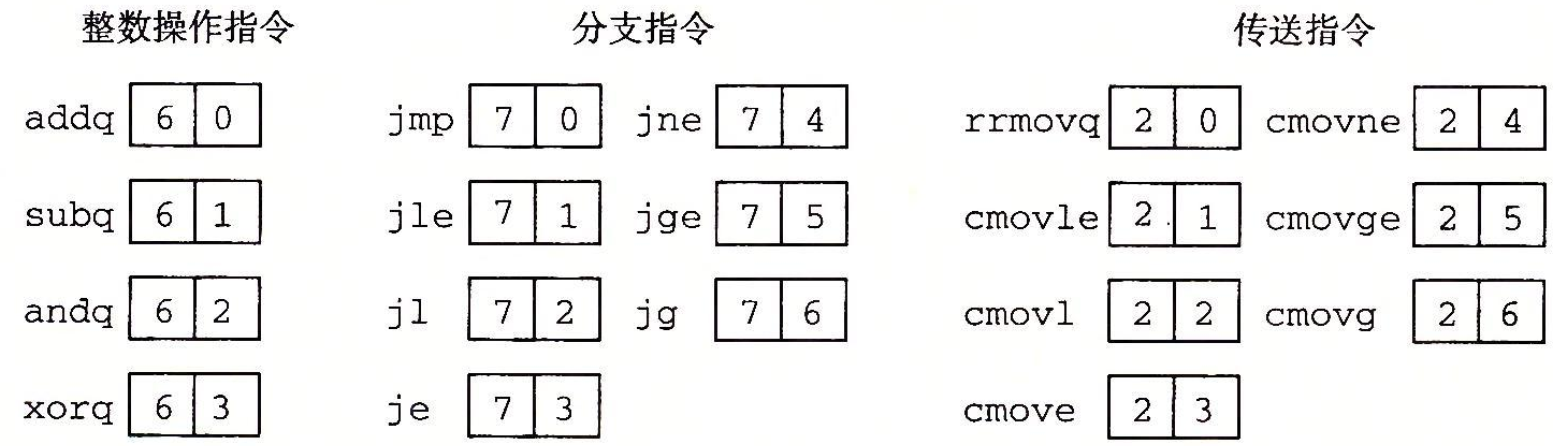 整数操作指令 分支指令 传送指令
addq 6 0 jmp 7 0 jne 7 4 rrmovq 2 0 cmovne 2 4
subq 6 1 jle 7 1 jge 7 5 cmovle 2 1 cmovge 2 5
andq 6 2 jl 7 2 jg 7 6 cmovl 2 2 cmovg 2 6
xorq 6 3 je 7 3 cmove 2 3